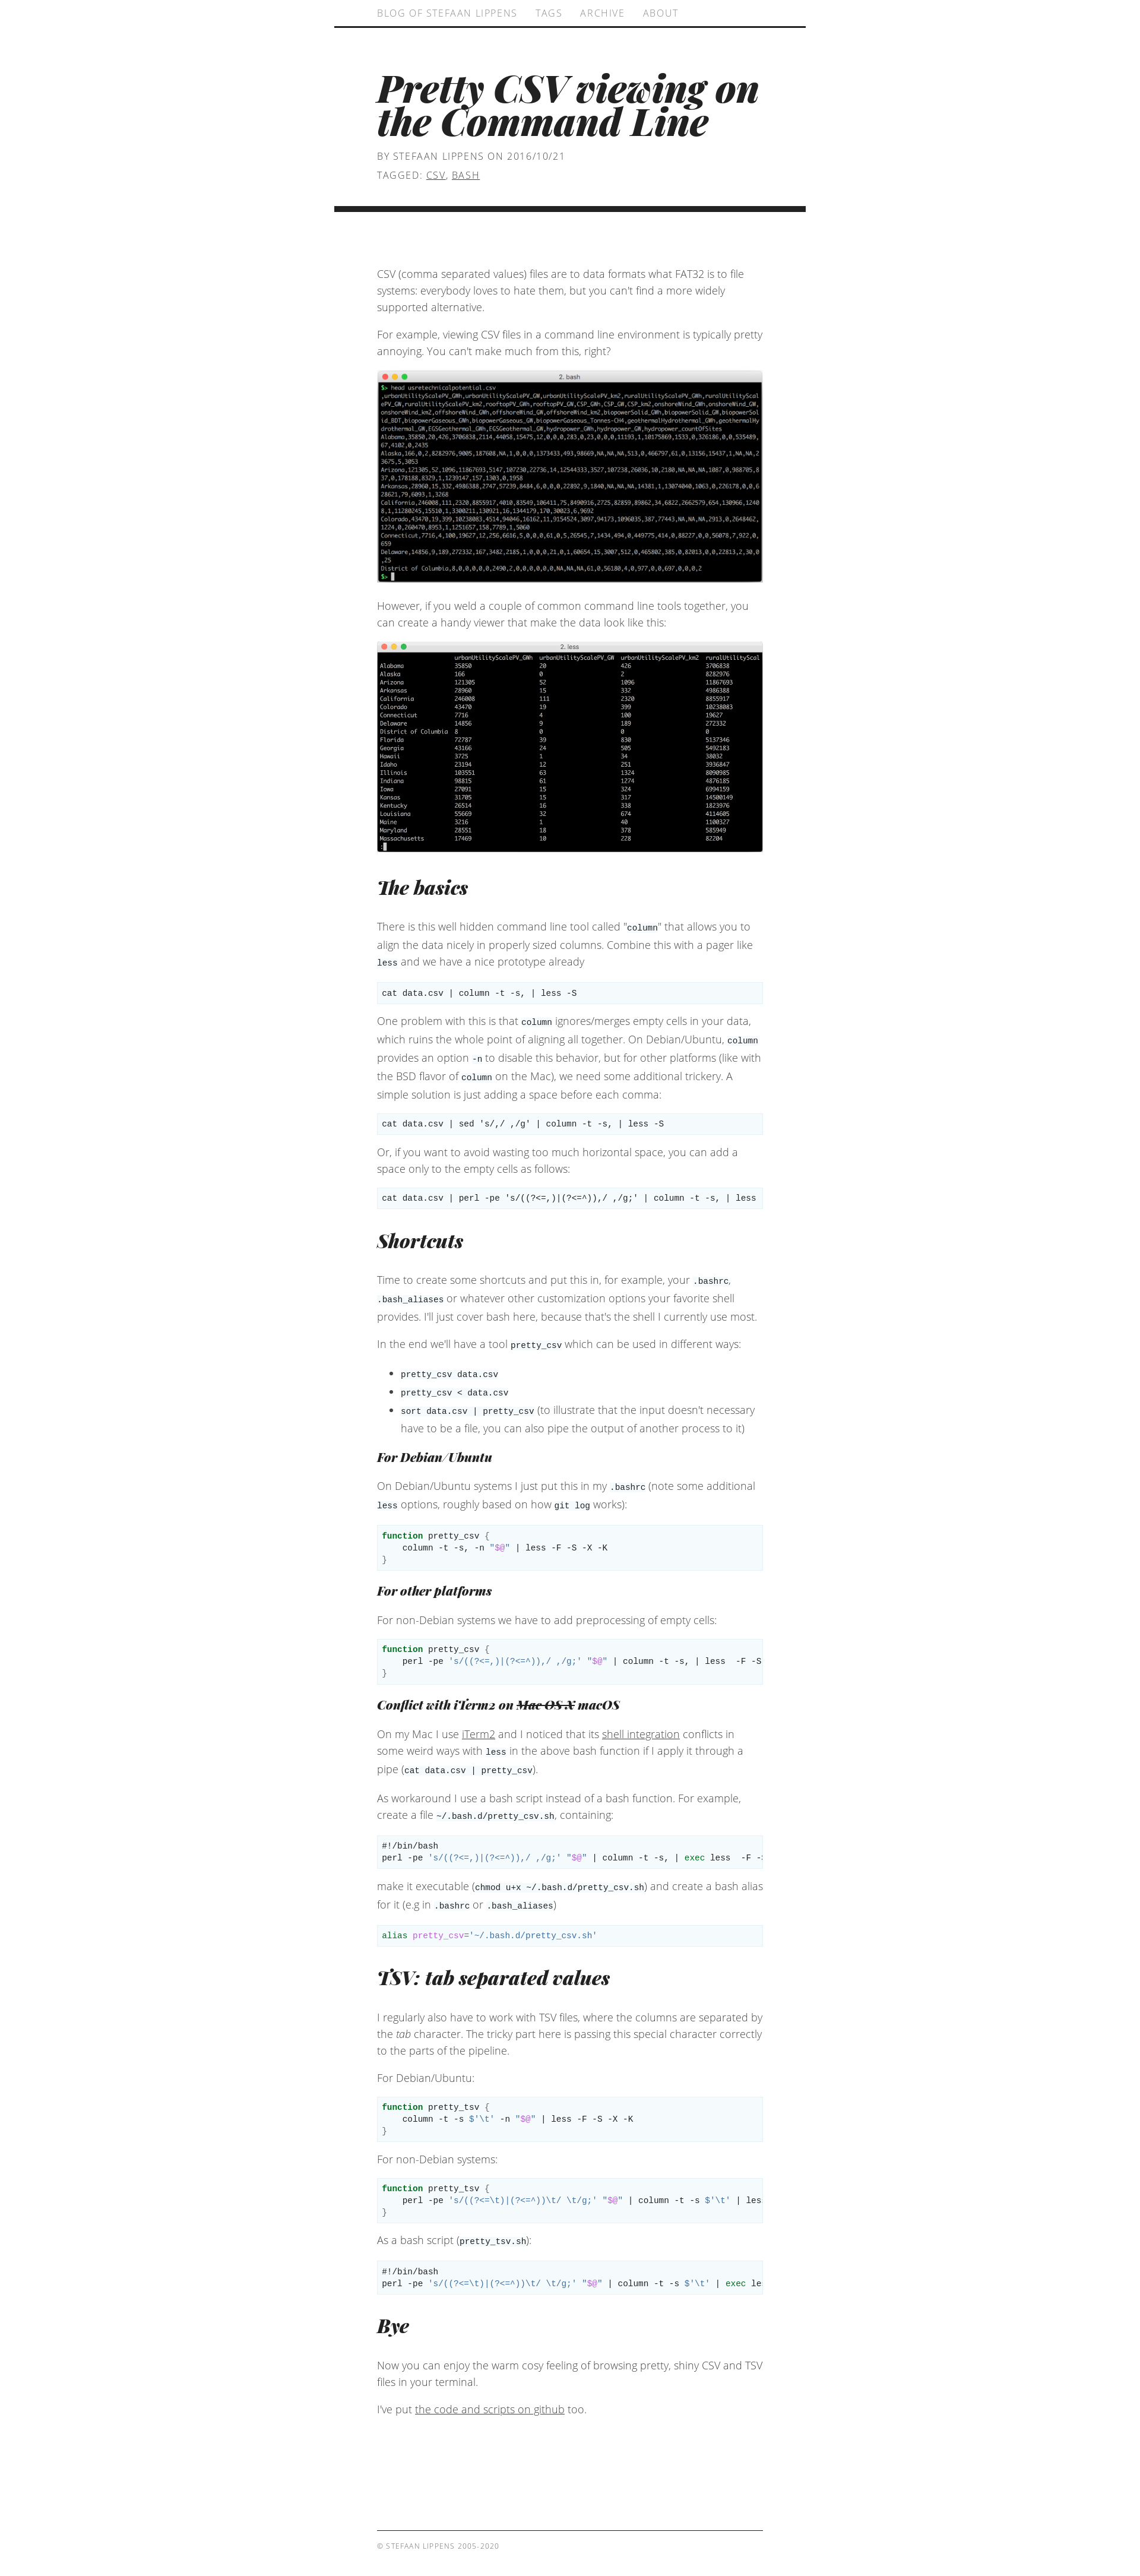 BLOG OF STEFAAN LIPPENS TAGS ARCHIVE ABOUT
Pretty CSV viewing on
the Command Line
BY STEFAAN LIPPENS ON 2016/10/21
TAGGED: CSV, BASH
CSV (comma separated values) files are to data formats what FAT32 is to file
systems: everybody loves to hate them, but you can't find a more widely
supported alternative.
For example, viewing CSV files in a command line environment is typically pretty
annoying. You can't make much from this, right?
2. bash
$> head usretechnicalpotential.csv
However, if you weld a couple of common command line tools together, you
can create a handy viewer that make the data look like this:
2. less
urbanUtilityScalePV_GWh urbanUtilityScalePV_GW urbanUtilityScalePV_km2 ruralUtilityScal
Alabama 35850 20 426 3706838
Alaska 166 0 2 8282976
Arizona 121305 52 1096 11867693
Arkansas 28960 15 332 4986388
California 246008 111 2320 8855917
Colorado 43470 19 399 10238083
Connecticut 7716 4 100 19627
Delaware 14856 9 189 272332
District of Columbia 8 0 0 0
Florida 72787 39 830 5137346
Georgia 43166 24 505 5492183
Hawaii 3725 1 34 38032
Idaho 23194 12 251 3936847
Illinois 103551 63 1324 8090985
Indiana 98815 61 1274 4876185
Iowa 27091 15 324 6994159
Kansas 31705 15 317 14500149
Kentucky 26514 16 338 1823976
Louisiana 55669 32 674 4114605
Maine 3216 1 40 1100327
Maryland 28551 18 378 585949
Massachusetts 17469 10 228 82204
:
The basics
There is this well hidden command line tool called "column" that allows you to
align the data nicely in properly sized columns. Combine this with a pager like
less and we have a nice prototype already
cat data.csv | column -t -s, | less -S
One problem with this is that column ignores/merges empty cells in your data,
which ruins the whole point of aligning all together. On Debian/Ubuntu, column
provides an option -n to disable this behavior, but for other platforms (like with
the BSD flavor of column on the Mac), we need some additional trickery. A
simple solution is just adding a space before each comma:
cat data.csv | sed 's/,/ ,/g' | column -t -s, | less -S
Or, if you want to avoid wasting too much horizontal space, you can add a
space only to the empty cells as follows:
cat data.csv | perl -pe 's/((?<=,)|(?<=^)),/ ,/g;' | column -t -s, | less
Shortcuts
Time to create some shortcuts and put this in, for example, your .bashrc,
.bash_aliases or whatever other customization options your favorite shell
provides. I'll just cover bash here, because that's the shell I currently use most.
In the end we'll have a tool pretty_csv which can be used in different ways:
• pretty_csv data.csv
• pretty_csv < data.csv
• sort data.csv | pretty_csv (to illustrate that the input doesn't necessary
have to be a file, you can also pipe the output of another process to it)
For Debian/Ubuntu
On Debian/Ubuntu systems I just put this in my .bashrc (note some additional
less options, roughly based on how git log works):
function pretty_csv {
column -t -s, -n "$@" | less -F -S -X -K
}
For other platforms
For non-Debian systems we have to add preprocessing of empty cells:
function pretty_csv {
perl -pe 's/((?<=,)|(?<=^)),/ ,/g;' "$@" | column -t -s, | less  -F -S
}
Conflict with iTerm2 on Mac OS X macOS
On my Mac I use iTerm2 and I noticed that its shell integration conflicts in
some weird ways with less in the above bash function if I apply it through a
pipe (cat data.csv | pretty_csv).
As workaround I use a bash script instead of a bash function. For example,
create a file ~/.bash.d/pretty_csv.sh, containing:
#!/bin/bash
perl -pe 's/((?<=,)|(?<=^)),/ ,/g;' "$@" | column -t -s, | exec less  -F -
make it executable (chmod u+x ~/.bash.d/pretty_csv.sh) and create a bash alias
for it (e.g in .bashrc or .bash_aliases)
alias pretty_csv='~/.bash.d/pretty_csv.sh'
TSV: tab separated values
I regularly also have to work with TSV files, where the columns are separated by
the tab character. The tricky part here is passing this special character correctly
to the parts of the pipeline.
For Debian/Ubuntu:
function pretty_tsv {
column -t -s $'\t' -n "$@" | less -F -S -X -K
}
For non-Debian systems:
function pretty_tsv {
perl -pe 's/((?<=\t)|(?<=^))\t/ \t/g;' "$@" | column -t -s $'\t' | les
}
As a bash script (pretty_tsv.sh):
#!/bin/bash
perl -pe 's/((?<=\t)|(?<=^))\t/ \t/g;' "$@" | column -t -s $'\t' | exec le
Bye
Now you can enjoy the warm cosy feeling of browsing pretty, shiny CSV and TSV
files in your terminal.
I've put the code and scripts on github too.
© STEFAAN LIPPENS 2005-2020